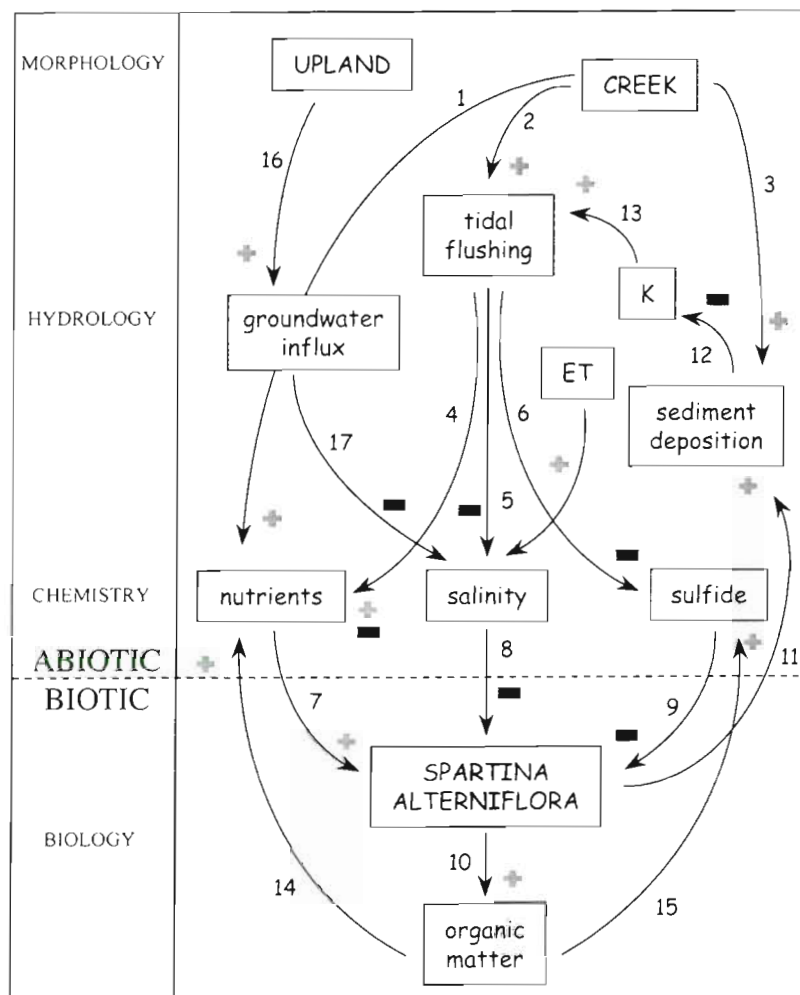 MORPHOLOGY
UPLAND
CREEK
1
2
16
3
tidal
flushing
13
K
HYDROLOGY
groundwater
influx
12
ET
sediment
deposition
4
6
17
5
CHEMISTRY
nutrients
salinity
sulfide
ABIOTIC
8
11
BIOTIC
7
9
SPARTINA
ALTERNIFLORA
BIOLOGY
10
14
15
organic
matter